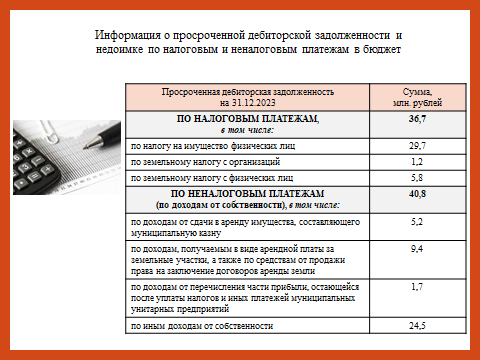 Информация о просроченной дебиторской задолженности и
недоимке по налоговым и неналоговым платежам в бюджет
Просроченная дебиторская задолженность
на 31.12.2023
Сумма,
млн. рублей
ПО НАЛОГОВЫМ ПЛАТЕЖАМ,
в том числе:
36,7
по налогу на имущество физических лиц
29,7
по земельному налогу с организаций
1,2
по земельному налогу с физических лиц
5,8
ПО НЕНАЛОГОВЫМ ПЛАТЕЖАМ
(по доходам от собственности), в том числе:
40,8
по доходам от сдачи в аренду имущества, составляющего
муниципальную казну
5,2
по доходам, получаемым в виде арендной платы за
земельные участки, а также по средствам от продажи
права на заключение договоров аренды земли
9,4
по доходам от перечисления части прибыли, остающейся
после уплаты налогов и иных платежей муниципальных
унитарных предприятий
1,7
по иным доходам от собственности
24,5